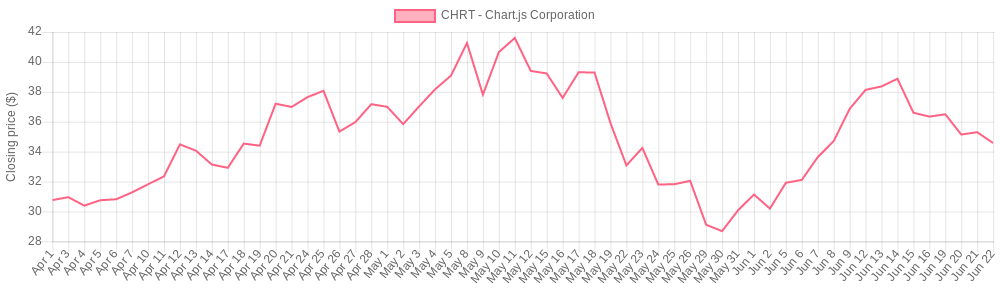 CHRT - Chart.js Corporation
Closing price ($)
42
40
38
36
34
32
30
28
Apr 1
Apr 3
Apr 4
Apr 5
Apr 6
Apr 7
Apr 10
Apr 11
Apr 12
Apr 13
Apr 14
Apr 17
Apr 18
Apr 19
Apr 20
Apr 21
Apr 24
Apr 25
Apr 26
Apr 27
Apr 28
May 1
May 2
May 3
May 4
May 5
May 8
May 9
May 10
May 11
May 12
May 15
May 16
May 17
May 18
May 19
May 22
May 23
May 24
May 25
May 26
May 29
May 30
May 31
Jun 1
Jun 2
Jun 5
Jun 6
Jun 7
Jun 8
Jun 9
Jun 12
Jun 13
Jun 14
Jun 15
Jun 16
Jun 19
Jun 20
Jun 21
Jun 22